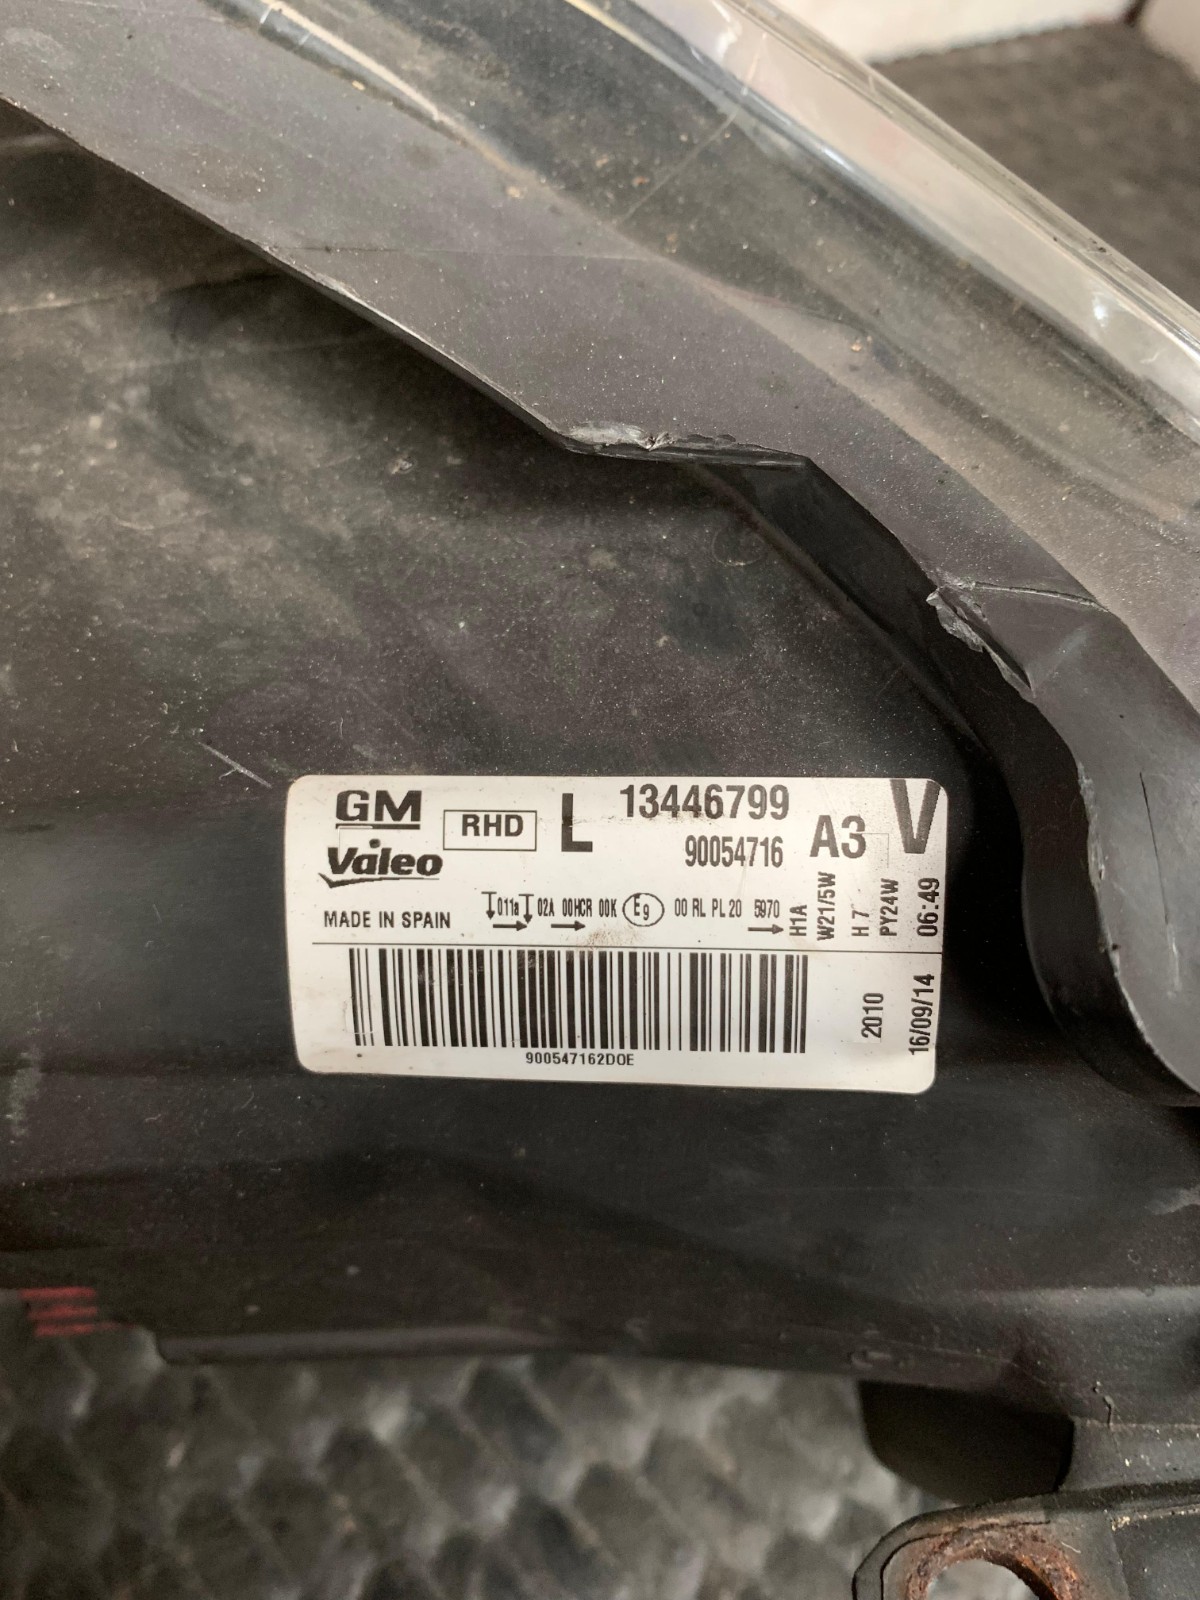 GM
Valeo
RHD
L
13446799
90054716
A3
V
MADE IN SPAIN
011a 02A 00HCR 00K E9 00 RL PL 20 5970
H1A
W21/5W
H 7
PY24W
06:49
2010
16/09/14
900547162D0E